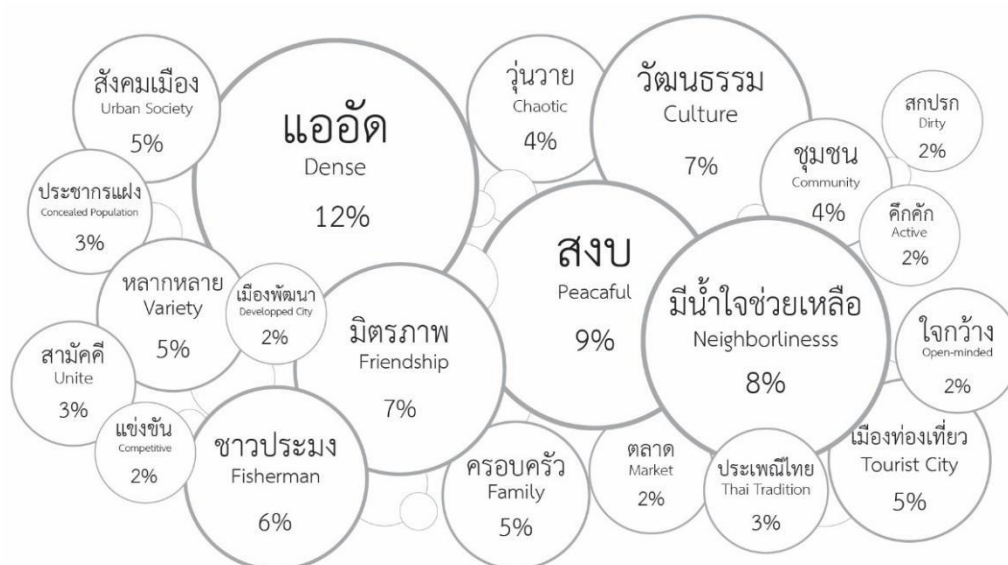 สังคมเมือง
Urban Society
5%
แออัด
Dense
12%
วุ่นวาย
Chaotic
4%
วัฒนธรรม
Culture
7%
สกปรก
Dirty
2%
ประชากรแฝง
Concealed Population
3%
ชุมชน
Community
4%
คึกคัก
Active
2%
หลากหลาย
Variety
5%
เมืองพัฒนา
Developped City
2%
มิตรภาพ
Friendship
7%
สงบ
Peacaful
9%
มีน้ำใจช่วยเหลือ
Neighborlinesss
8%
ใจกว้าง
Open-minded
2%
สามัคคี
Unite
3%
แข่งขัน
Competitive
2%
ชาวประมง
Fisherman
6%
ครอบครัว
Family
5%
ตลาด
Market
2%
ประเพณีไทย
Thai Tradition
3%
เมืองท่องเที่ยว
Tourist City
5%